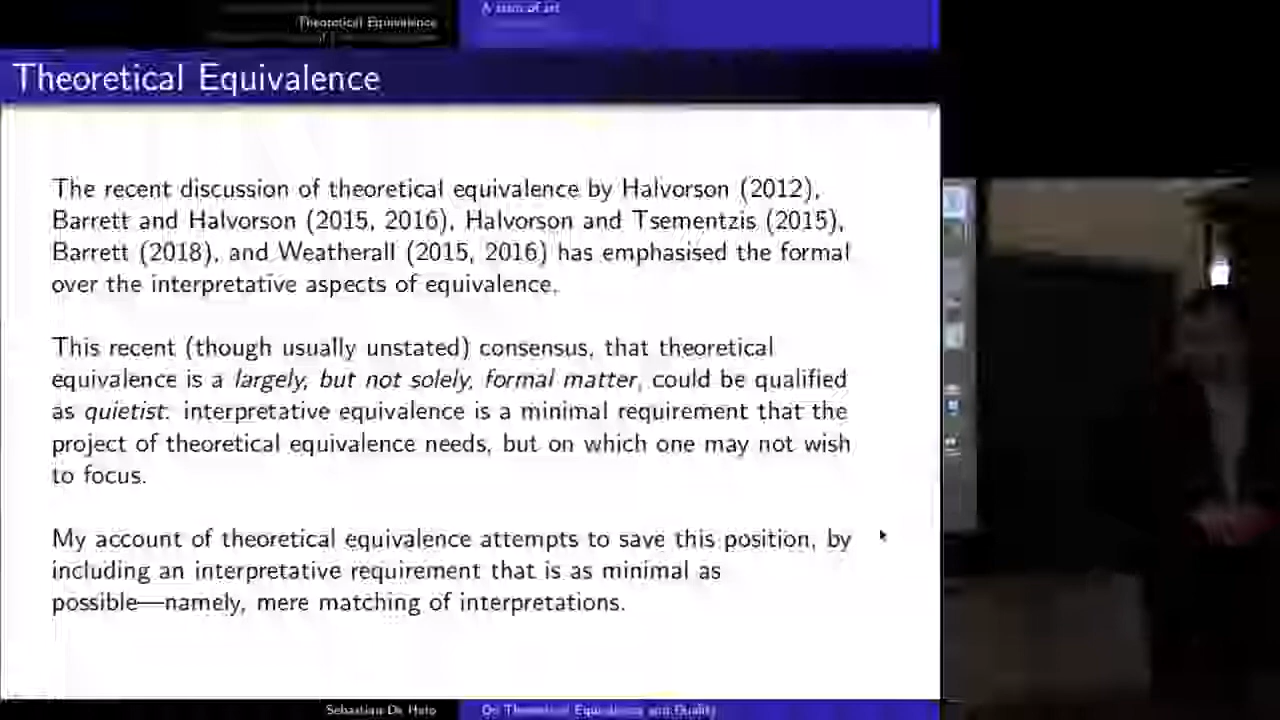 Theoretical Equivalence
A state of art
Theoretical Equivalence
The recent discussion of theoretical equivalence by Halvorson (2012),
Barrett and Halvorson (2015, 2016), Halvorson and Tsementzis (2015),
Barrett (2018), and Weatherall (2015, 2016) has emphasised the formal
over the interpretative aspects of equivalence.
This recent (though usually unstated) consensus, that theoretical
equivalence is a largely, but not solely, formal matter, could be qualified
as quietist: interpretative equivalence is a minimal requirement that the
project of theoretical equivalence needs, but on which one may not wish
to focus.
My account of theoretical equivalence attempts to save this position, by
including an interpretative requirement that is as minimal as
possible—namely, mere matching of interpretations.
Sebastian De Haro
On Theoretical Equivalence and Duality